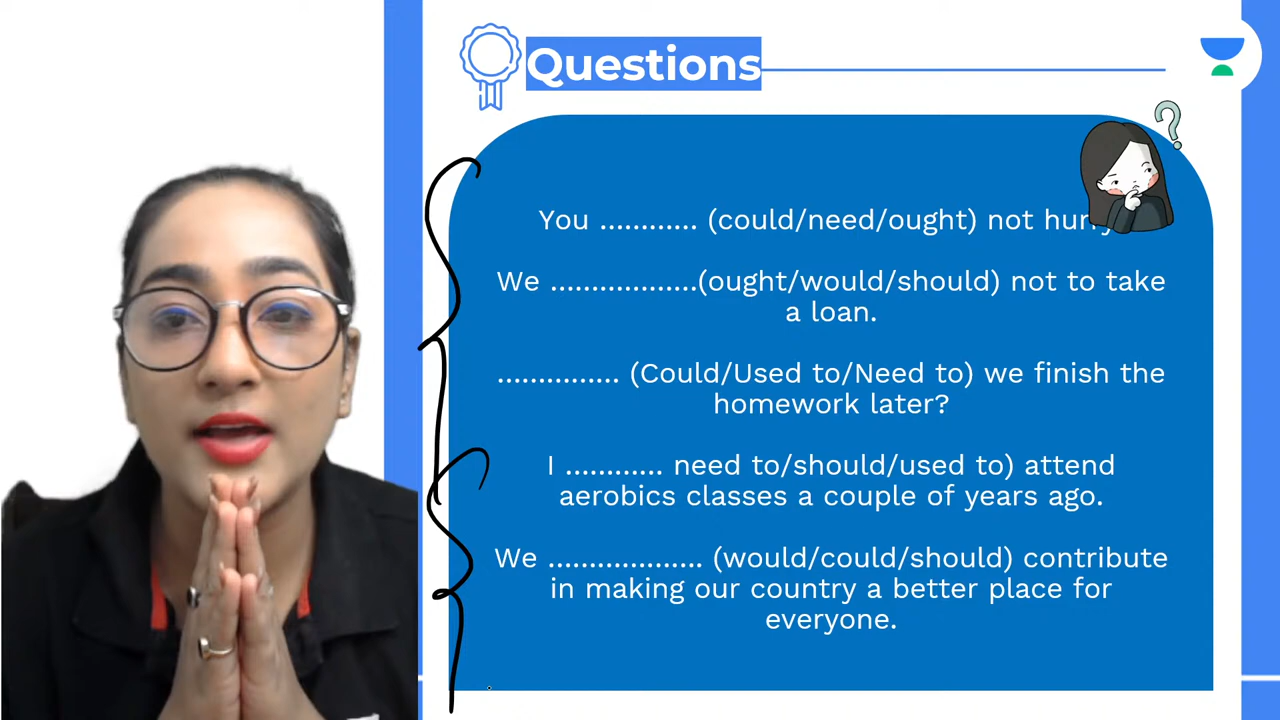 Questions
You ............ (could/need/ought) not hurry
We .................(ought/would/should) not to take
a loan.
............... (Could/Used to/Need to) we finish the
homework later?
I ............ need to/should/used to) attend
aerobics classes a couple of years ago.
We ................... (would/could/should) contribute
in making our country a better place for
everyone.